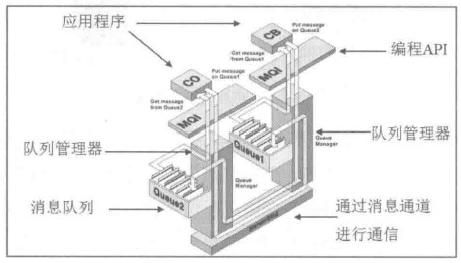 应用程序
CB
Put message
on Queue2
Get message
from Queue1
MQI
编程API
CO
Put message
on Queue1
Get message
from Queue2
MQI
队列管理器
Queue1
Queue
Manager
队列管理器
Queue
Manager
消息队列
Queue2
通过消息通道
进行通信